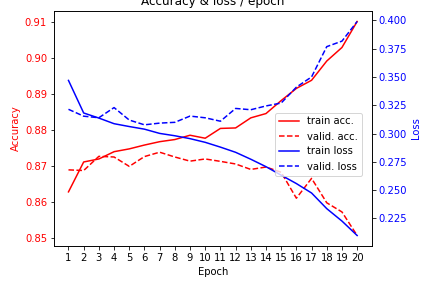 Accuracy & loss / epoch
0.91
0.90
0.89
0.88
0.87
0.86
0.85
Accuracy
0.400
0.375
0.350
0.325
0.300
0.275
0.250
0.225
Loss
train acc.
valid. acc.
train loss
valid. loss
1 2 3 4 5 6 7 8 9 10 11 12 13 14 15 16 17 18 19 20
Epoch